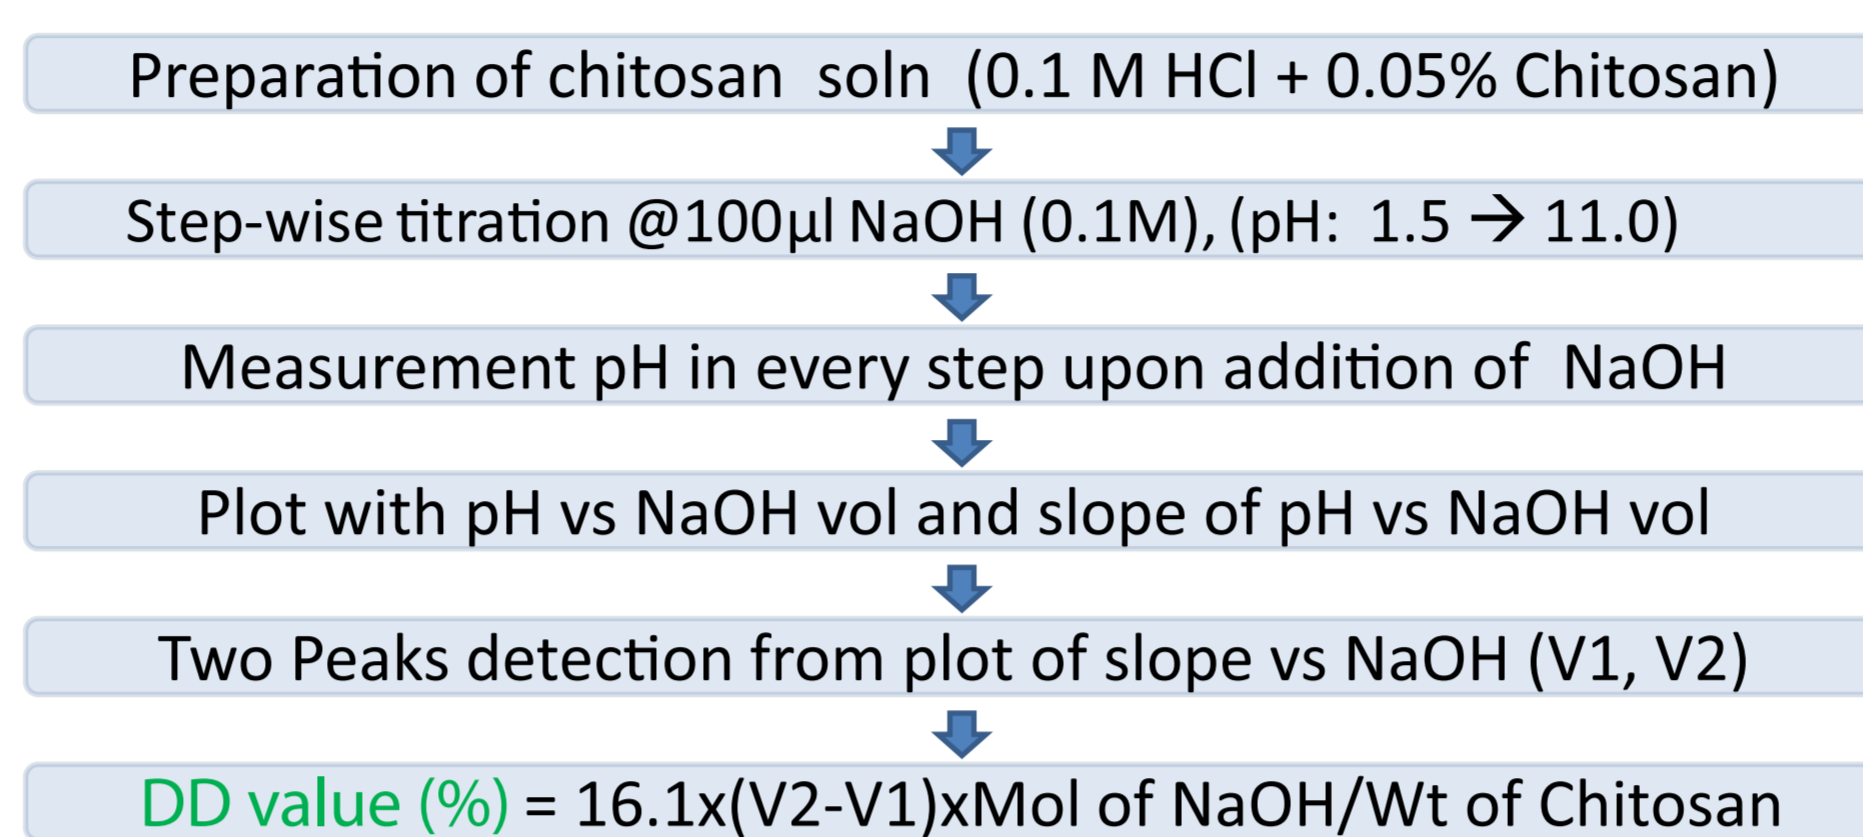 Preparation of chitosan soln (0.1 M HCl + 0.05% Chitosan)
Step-wise titration @100µl NaOH (0.1M), (pH: 1.5 → 11.0)
Measurement pH in every step upon addition of NaOH
Plot with pH vs NaOH vol and slope of pH vs NaOH vol
Two Peaks detection from plot of slope vs NaOH (V1, V2)
DD value (%) = 16.1x(V2-V1)xMol of NaOH/Wt of Chitosan